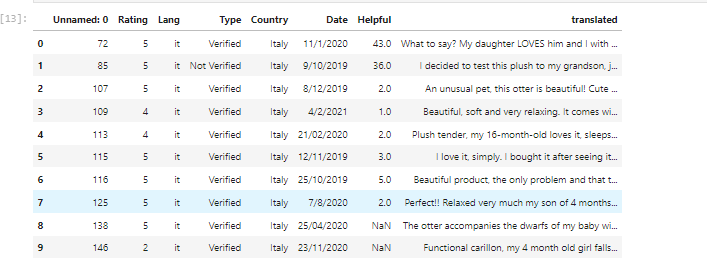 [13]:
Unnamed: 0 Rating Lang Type Country Date Helpful translated
0 72 5 it Verified Italy 11/1/2020 43.0 What to say? My daughter LOVES him and I with ...
1 85 5 it Not Verified Italy 9/10/2019 36.0 I decided to test this plush to my grandson, j...
2 107 5 it Verified Italy 8/12/2019 2.0 An unusual pet, this otter is beautiful! Cute ...
3 109 4 it Verified Italy 4/2/2021 1.0 Beautiful, soft and very relaxing. It comes wi...
4 113 4 it Verified Italy 21/02/2020 2.0 Plush tender, my 16-month-old loves it, sleeps...
5 115 5 it Verified Italy 12/11/2019 3.0 I love it, simply. I bought it after seeing it...
6 116 5 it Verified Italy 25/10/2019 5.0 Beautiful product, the only problem and that t...
7 125 5 it Verified Italy 7/8/2020 2.0 Perfect!! Relaxed very much my son of 4 months...
8 138 5 it Verified Italy 25/04/2020 NaN The otter accompanies the dwarfs of my baby wi...
9 146 2 it Verified Italy 23/11/2020 NaN Functional carillon, my 4 month old girl falls...